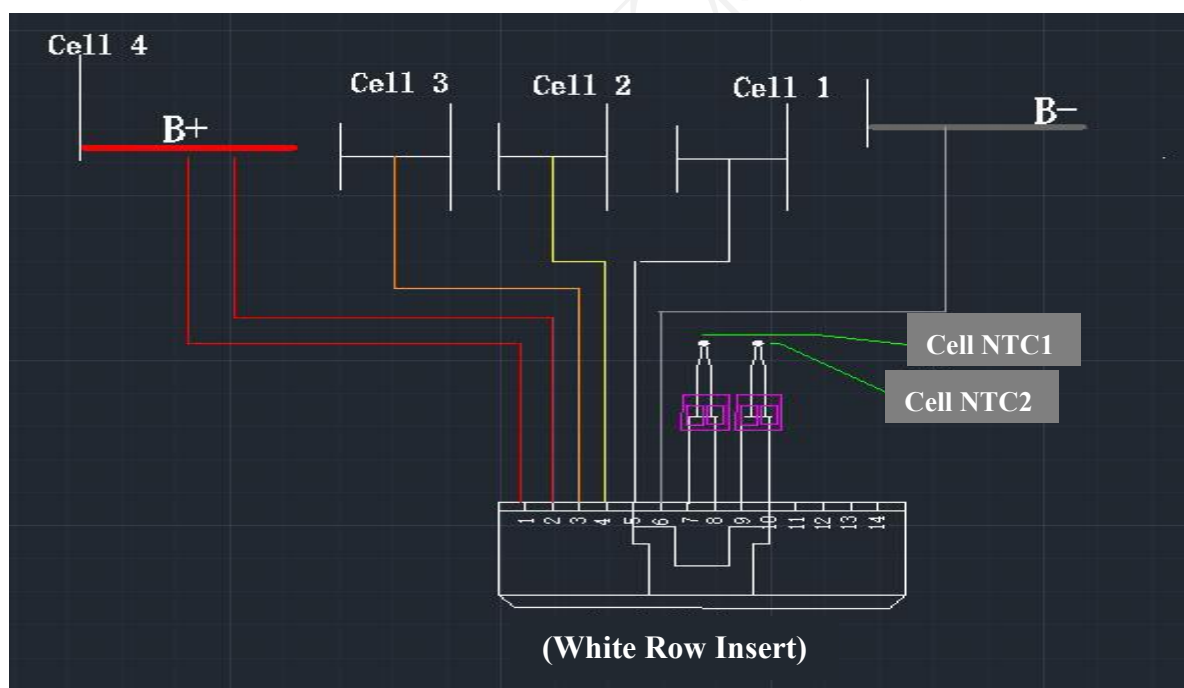 Cell 4
B+
Cell 3
Cell 2
Cell 1
B-
Cell NTC1
Cell NTC2
1 2 3 4 5 6 7 8 9 10 11 12 13 14
(White Row Insert)